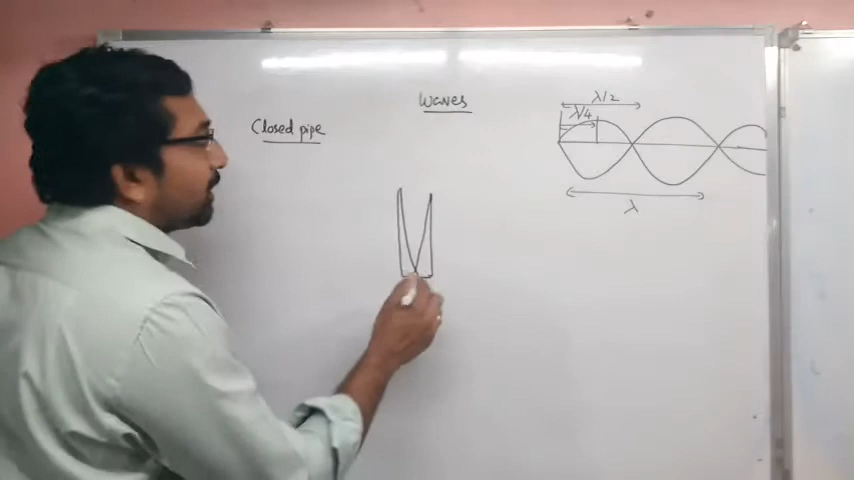 Waves
Closed pipe
λ/2
λ/4
λ